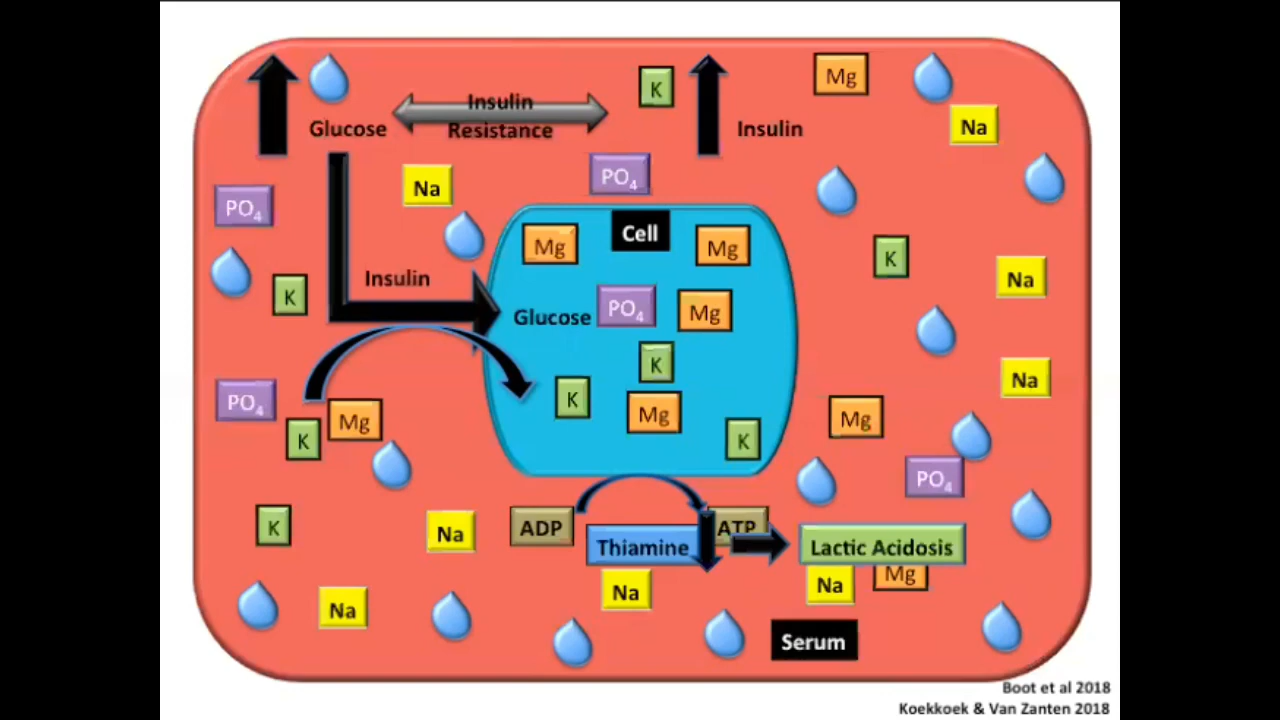 Mg
K
Insulin
Resistance
Glucose
Insulin
Na
PO4
Na
PO4
Cell
Mg
Mg
K
Insulin
Na
K
Glucose
PO4
Mg
K
Na
PO4
K
Mg
Mg
K
Mg
K
PO4
K
Na
ADP
ATP
Thiamine
Lactic Acidosis
Na
Na
Mg
Na
Serum
Boot et al 2018
Koekkoek & Van Zanten 2018